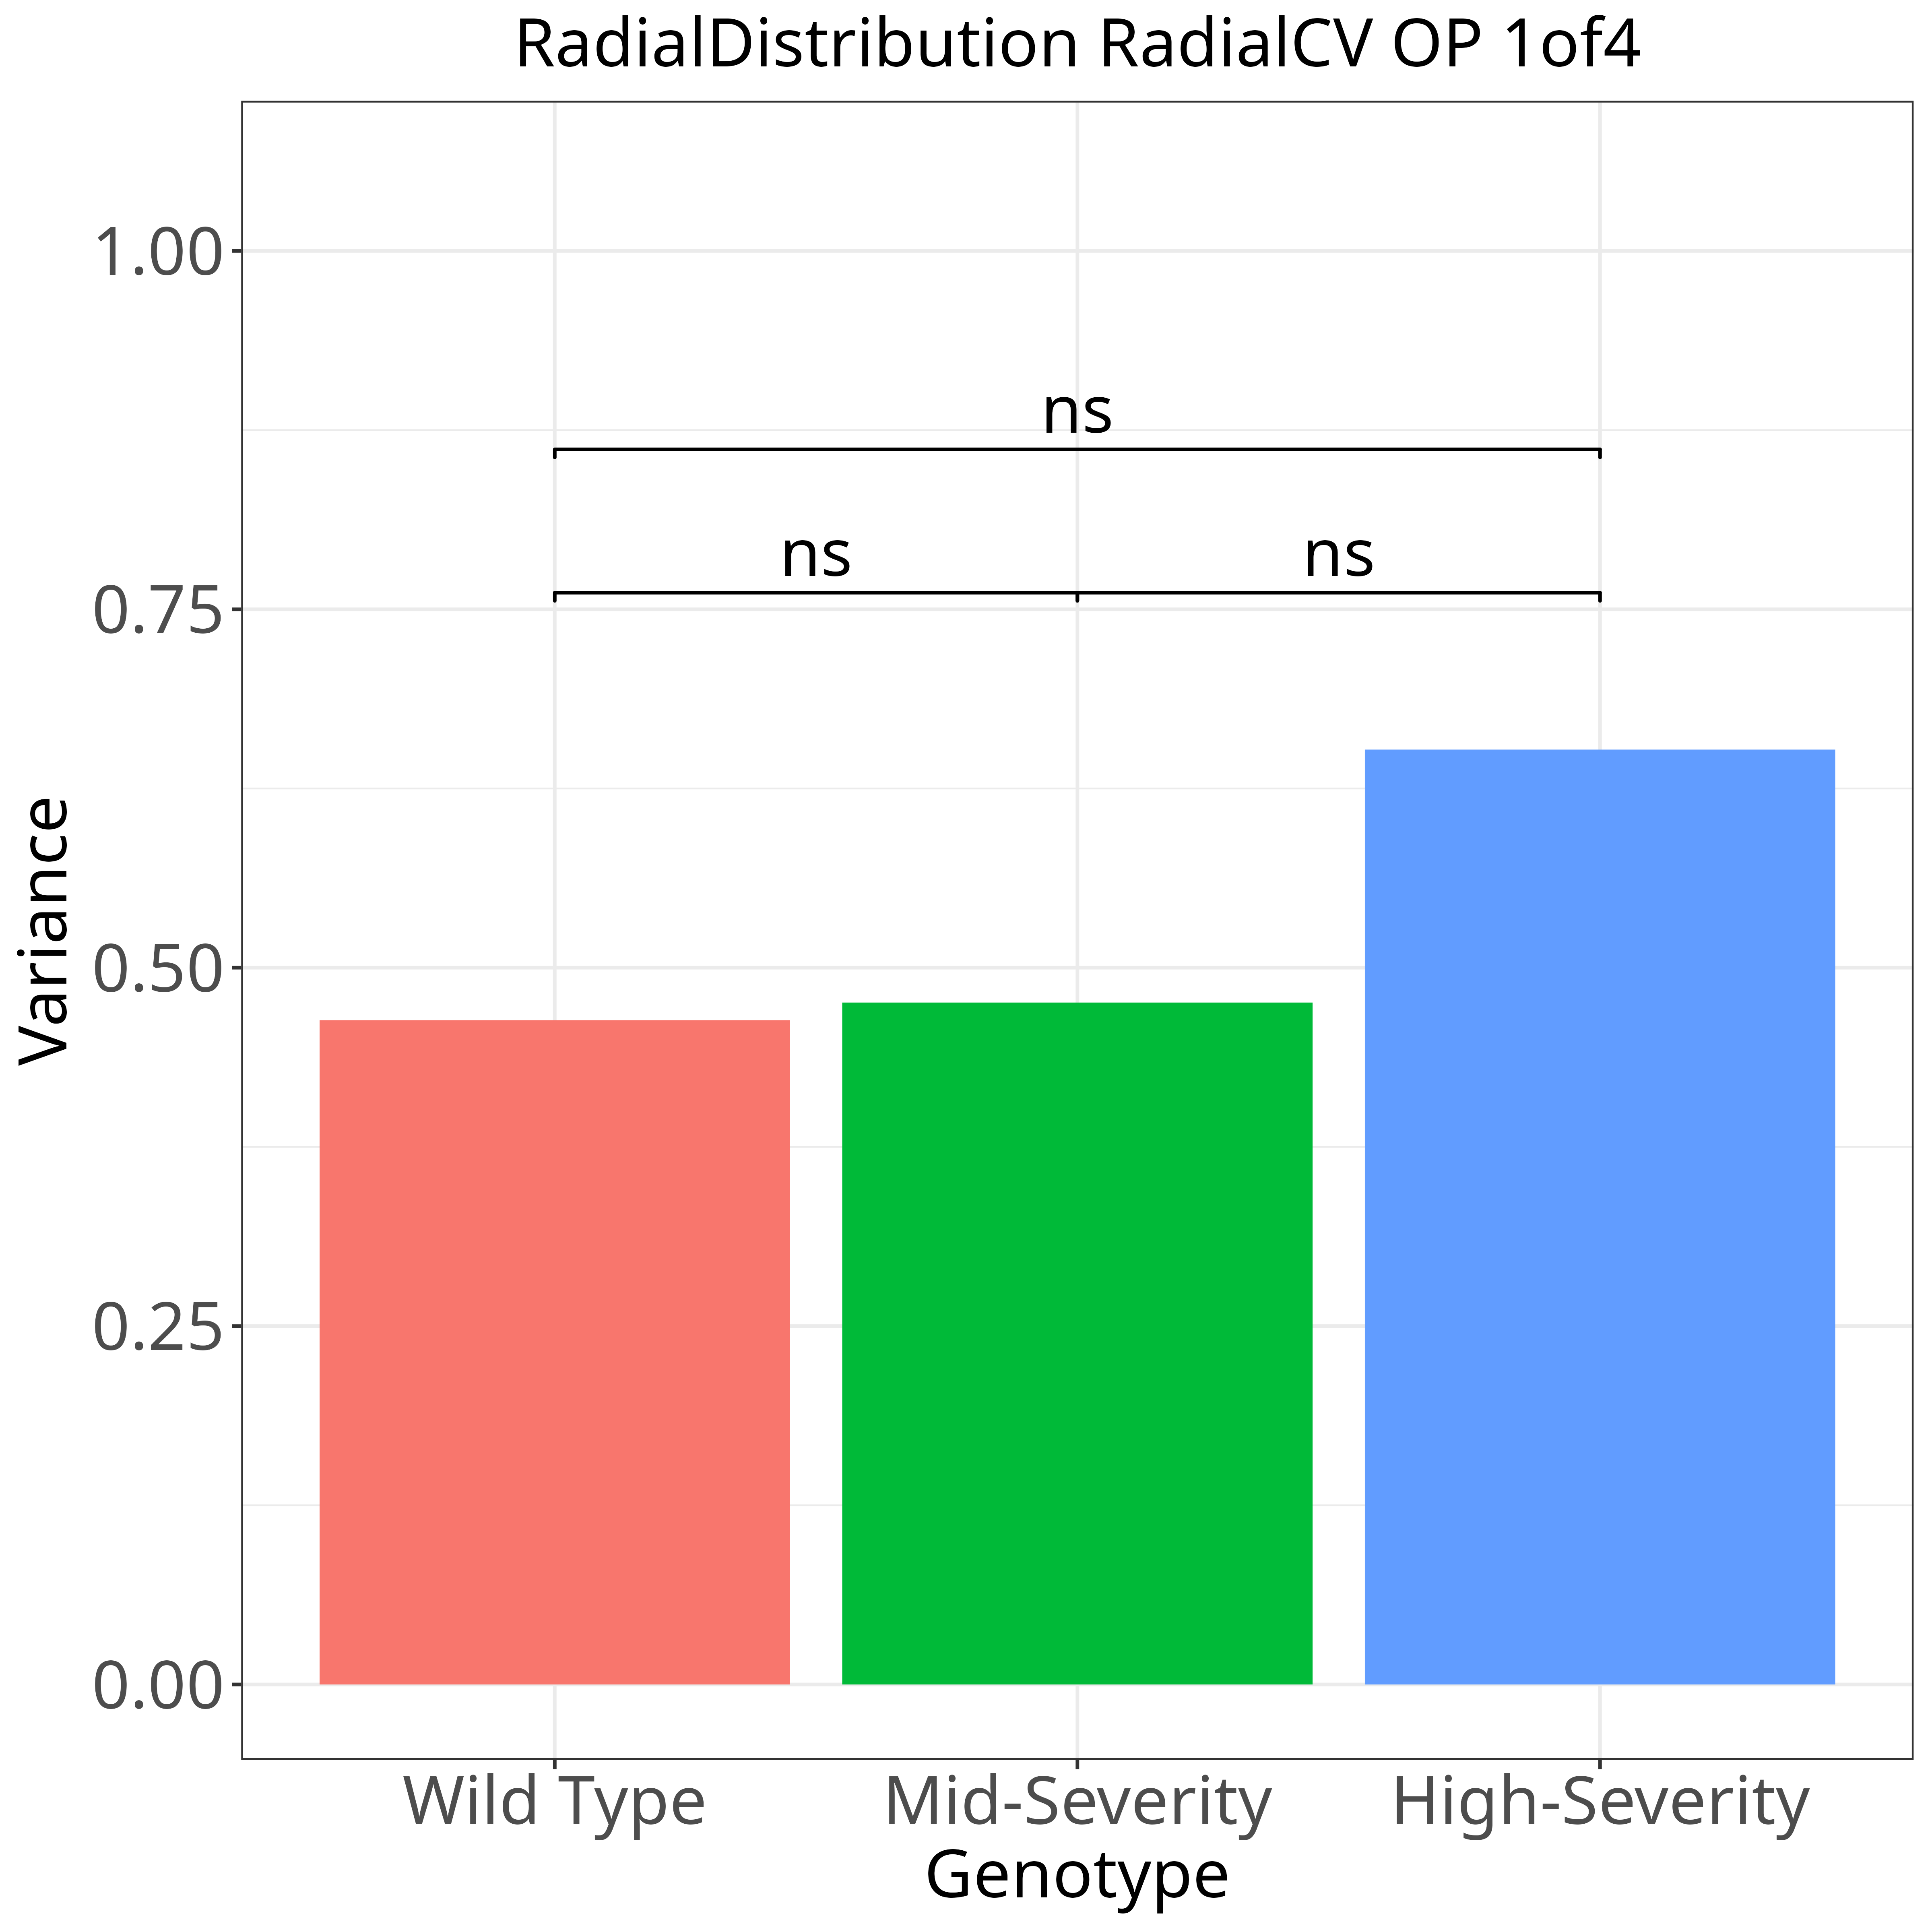 RadialDistribution RadialCV OP 1of4
1.00
ns
ns ns
0.75
Variance
0.50
0.25
0.00
Wild Type Mid-Severity High-Severity
Genotype